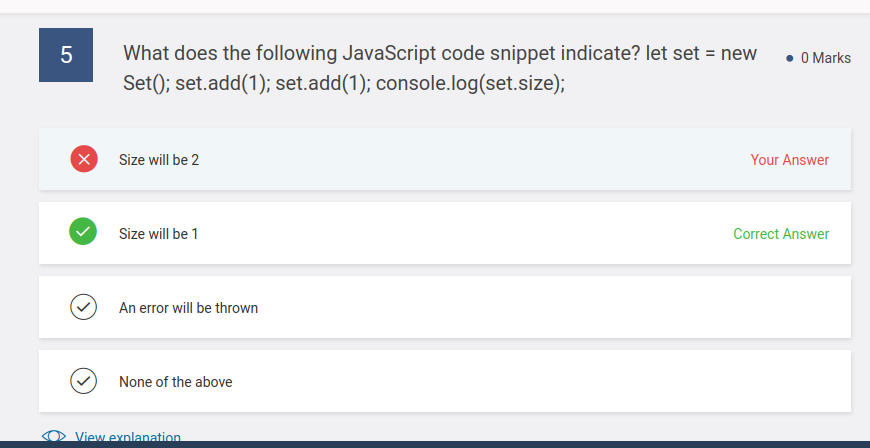 5
What does the following JavaScript code snippet indicate? let set = new
Set(); set.add(1); set.add(1); console.log(set.size);
0 Marks
Size will be 2
Your Answer
Size will be 1
Correct Answer
An error will be thrown
None of the above
View explanation